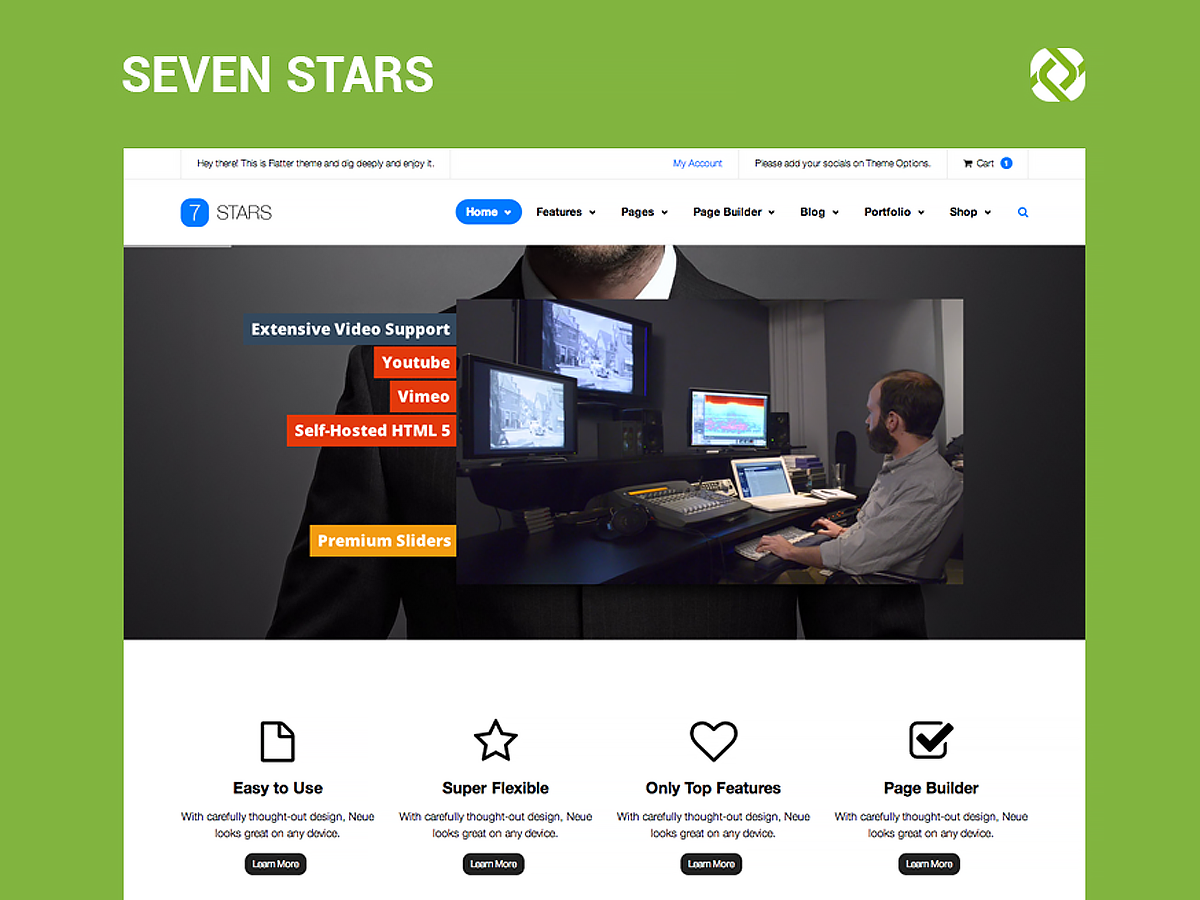 SEVEN STARS
Hey there! This is Flatter theme and dig deeply and enjoy it.
My Account
Please add your socials on Theme Options.
Cart 1
7 STARS
Home
Features
Pages
Page Builder
Blog
Portfolio
Shop
Extensive Video Support
Youtube
Vimeo
Self-Hosted HTML 5
Premium Sliders
Easy to Use
With carefully thought-out design, Neue
looks great on any device.
Learn More
Super Flexible
With carefully thought-out design, Neue
looks great on any device.
Learn More
Only Top Features
With carefully thought-out design, Neue
looks great on any device.
Learn More
Page Builder
With carefully thought-out design, Neue
looks great on any device.
Learn More